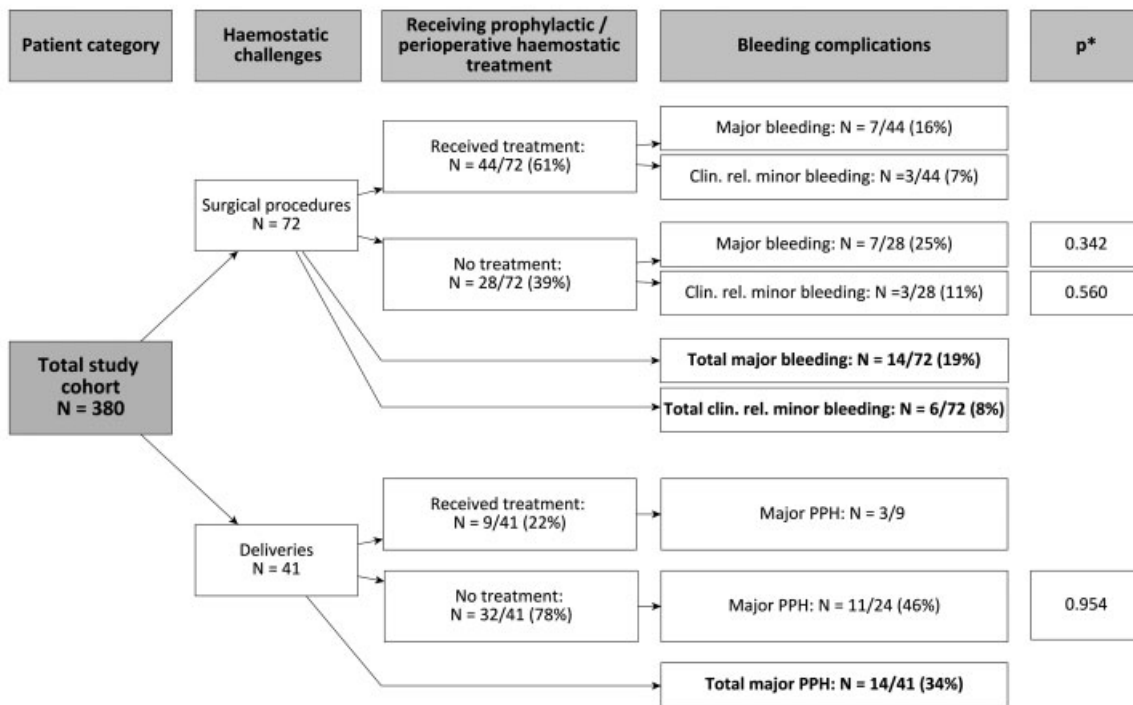 Patient category
Haemostatic
challenges
Receiving prophylactic /
perioperative haemostatic
treatment
Bleeding complications
p*
Total study
cohort
N = 380
Surgical procedures
N = 72
Received treatment:
N = 44/72 (61%)
Major bleeding: N = 7/44 (16%)
Clin. rel. minor bleeding: N =3/44 (7%)
No treatment:
N = 28/72 (39%)
Major bleeding: N = 7/28 (25%)
0.342
Clin. rel. minor bleeding: N =3/28 (11%)
0.560
Total major bleeding: N = 14/72 (19%)
Total clin. rel. minor bleeding: N = 6/72 (8%)
Deliveries
N = 41
Received treatment:
N = 9/41 (22%)
Major PPH: N = 3/9
No treatment:
N = 32/41 (78%)
Major PPH: N = 11/24 (46%)
0.954
Total major PPH: N = 14/41 (34%)